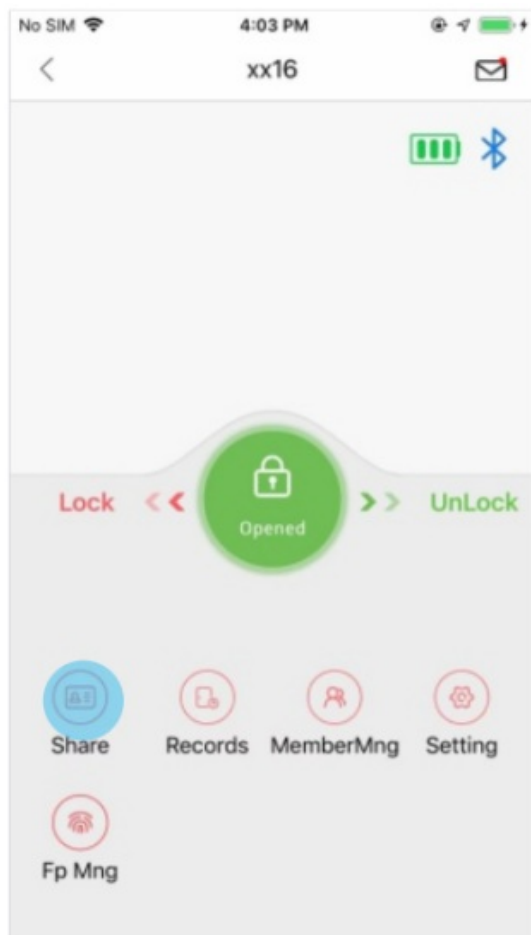 No SIM 4:03 PM
xx16
Lock Opened UnLock
Share Records MemberMng Setting
Fp Mng